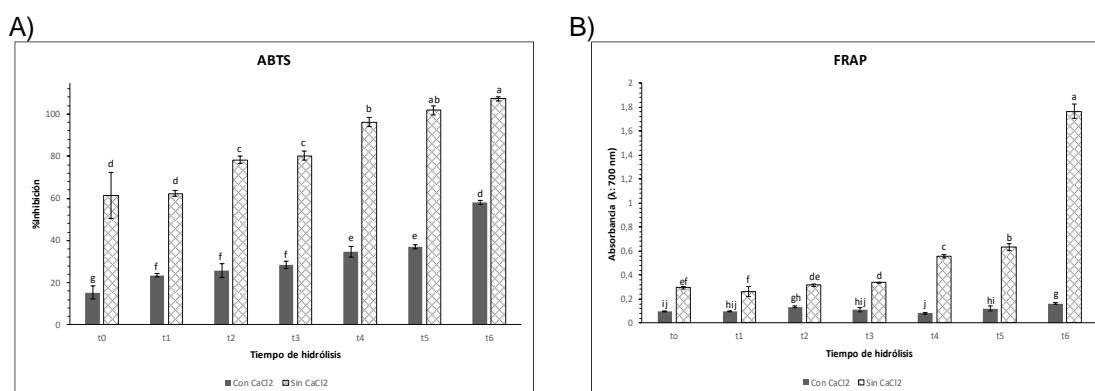 A)
ABTS
%Inhibición
100
80
60
40
20
0
g d
f d
f c
f c
e b
e ab
d a
t0 t1 t2 t3 t4 t5 t6
Tiempo de hidrólisis
Con CaCl2 Sin CaCl2
B)
FRAP
Absorbancia (λ: 700 nm)
2
1,8
1,6
1,4
1,2
1
0,8
0,6
0,4
0,2
0
ij ef
hij f
gh de
hij d
j c
hi b
g a
to t1 t2 t3 t4 t5 t6
Tiempo de hidrólisis
Con CaCl2 Sin CaCl2